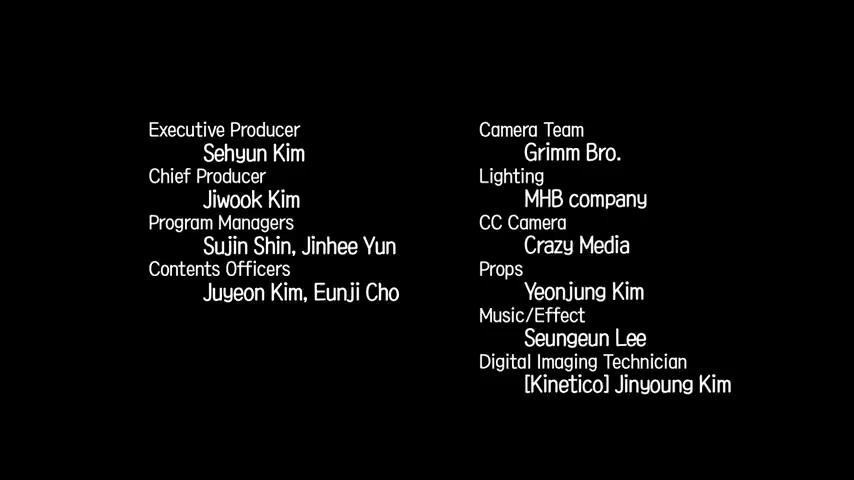 Executive Producer
Sehyun Kim
Chief Producer
Jiwook Kim
Program Managers
Sujin Shin, Jinhee Yun
Contents Officers
Juyeon Kim, Eunji Cho
Camera Team
Grimm Bro.
Lighting
MHB company
CC Camera
Crazy Media
Props
Yeonjung Kim
Music/Effect
Seungeun Lee
Digital Imaging Technician
[Kinetico] Jinyoung Kim